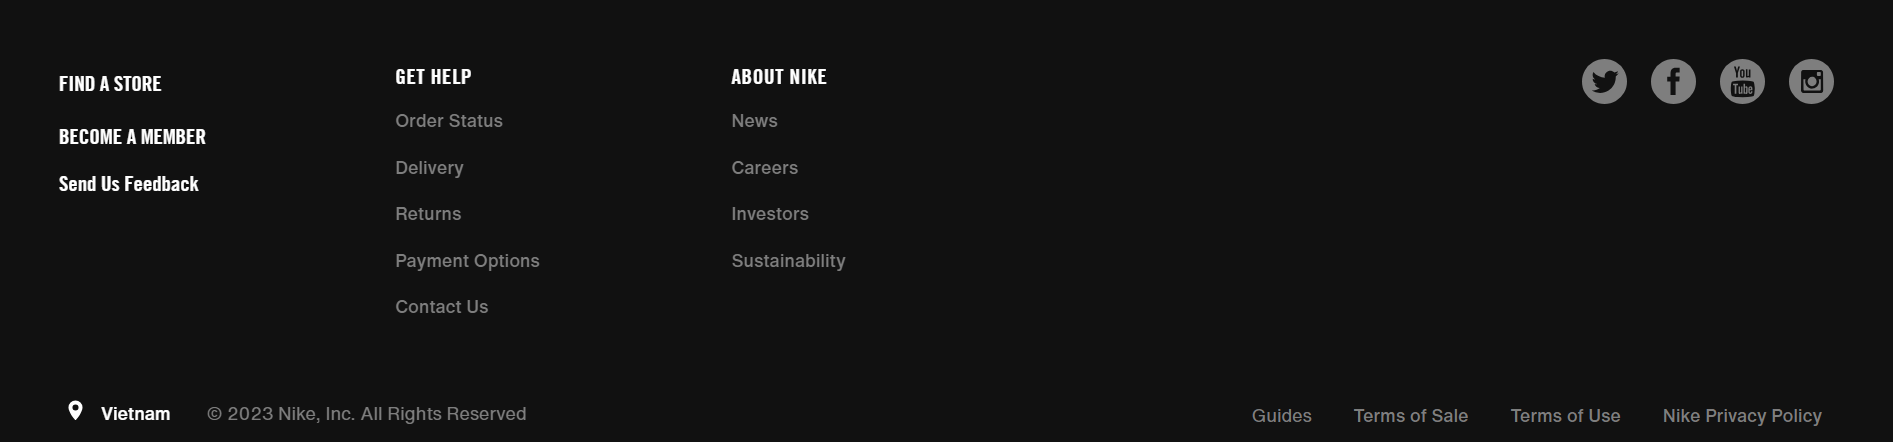 FIND A STORE
BECOME A MEMBER
Send Us Feedback
GET HELP
Order Status
Delivery
Returns
Payment Options
Contact Us
ABOUT NIKE
News
Careers
Investors
Sustainability
You
Tube
Vietnam
© 2023 Nike, Inc. All Rights Reserved
Guides
Terms of Sale
Terms of Use
Nike Privacy Policy